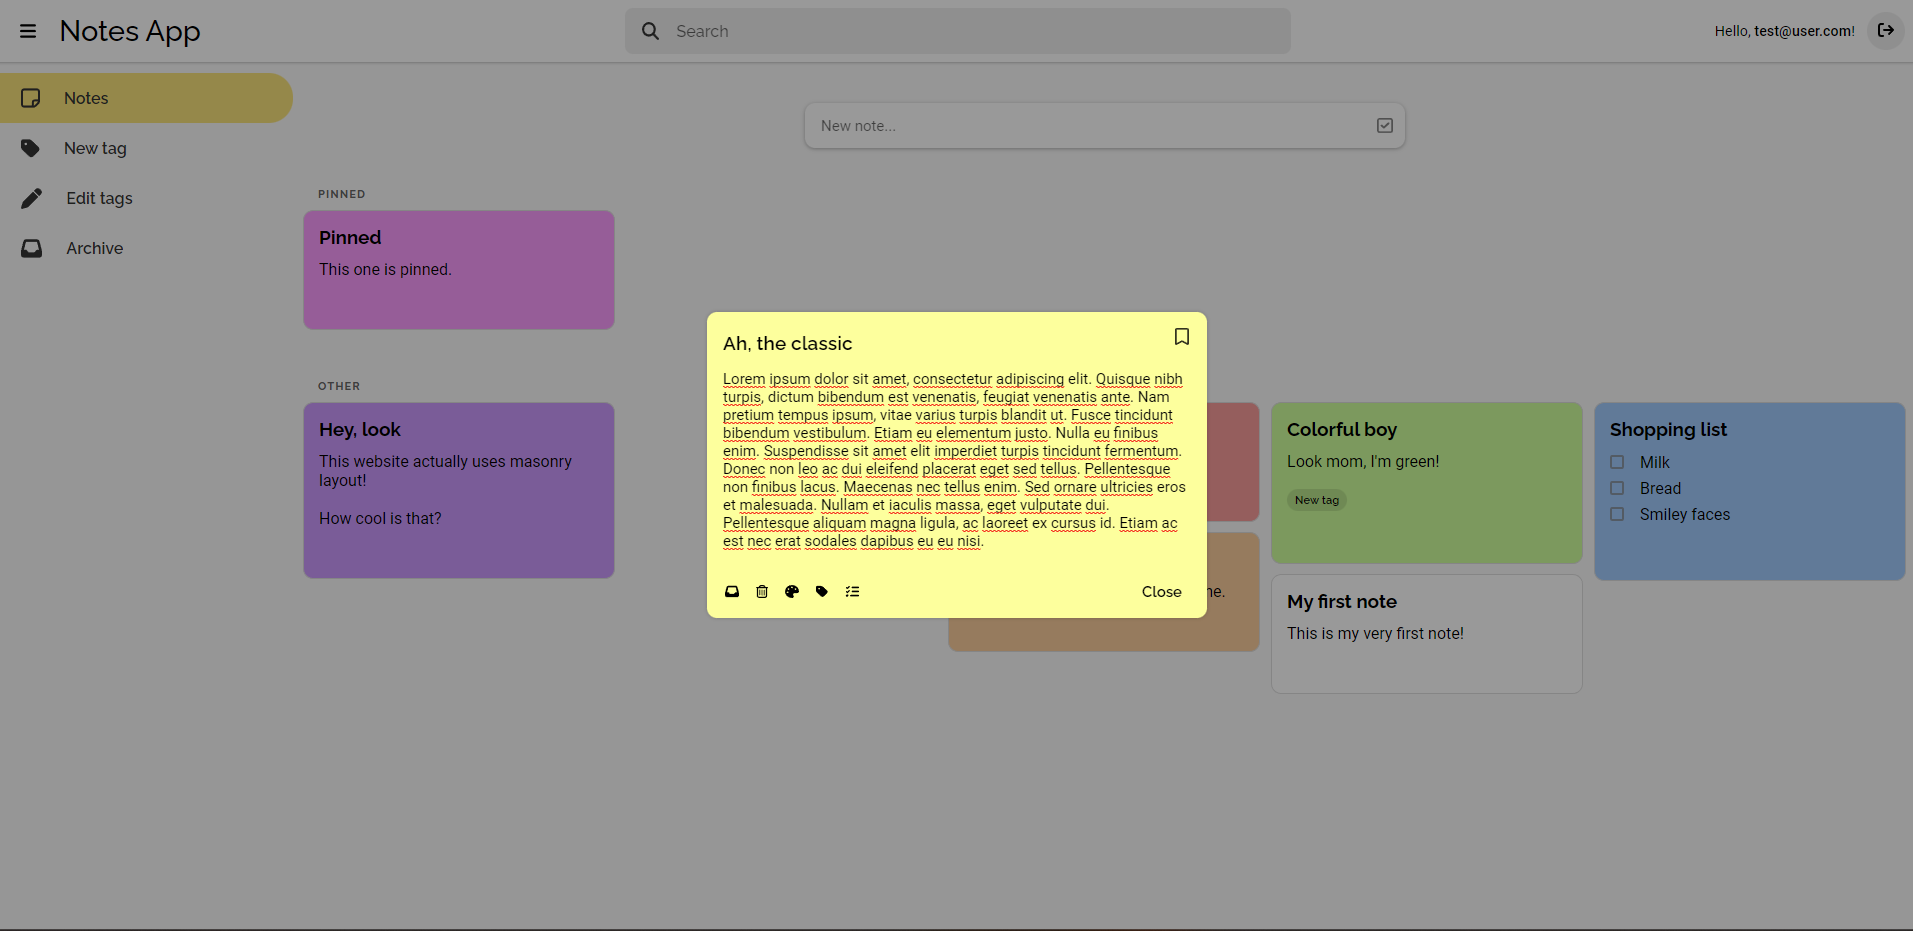 Notes App
Search
Hello, test@user.com!
Notes
New tag
Edit tags
Archive
New note...
PINNED
Pinned
This one is pinned.
OTHER
Hey, look
This website actually uses masonry
layout!
How cool is that?
Ah, the classic
Lorem ipsum dolor sit amet, consectetur adipiscing elit. Quisque nibh
turpis, dictum bibendum est venenatis, feugiat venenatis ante. Nam
pretium tempus ipsum, vitae varius turpis blandit ut. Fusce tincidunt
bibendum vestibulum. Etiam eu elementum justo. Nulla eu finibus
enim. Suspendisse sit amet elit imperdiet turpis tincidunt fermentum.
Donec non leo ac dui eleifend placerat eget sed tellus. Pellentesque
non finibus lacus. Maecenas nec tellus enim. Sed ornare ultricies eros
et malesuada. Nullam et iaculis massa, eget vulputate dui.
Pellentesque aliquam magna ligula, ac laoreet ex cursus id. Etiam ac
est nec erat sodales dapibus eu eu nisi.
Close
Colorful boy
Look mom, I'm green!
New tag
My first note
This is my very first note!
Shopping list
Milk
Bread
Smiley faces